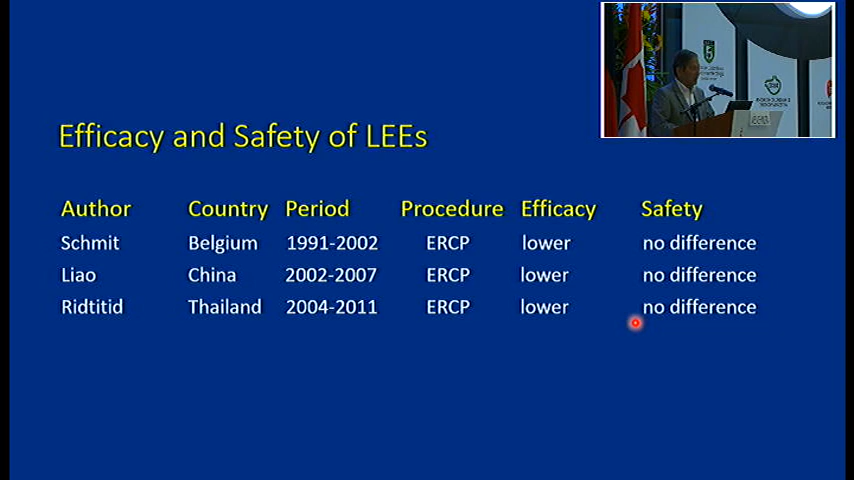 Efficacy and Safety of LEEs
Author Country Period Procedure Efficacy Safety
Schmit Belgium 1991-2002 ERCP lower no difference
Liao China 2002-2007 ERCP lower no difference
Ridtitid Thailand 2004-2011 ERCP lower no difference